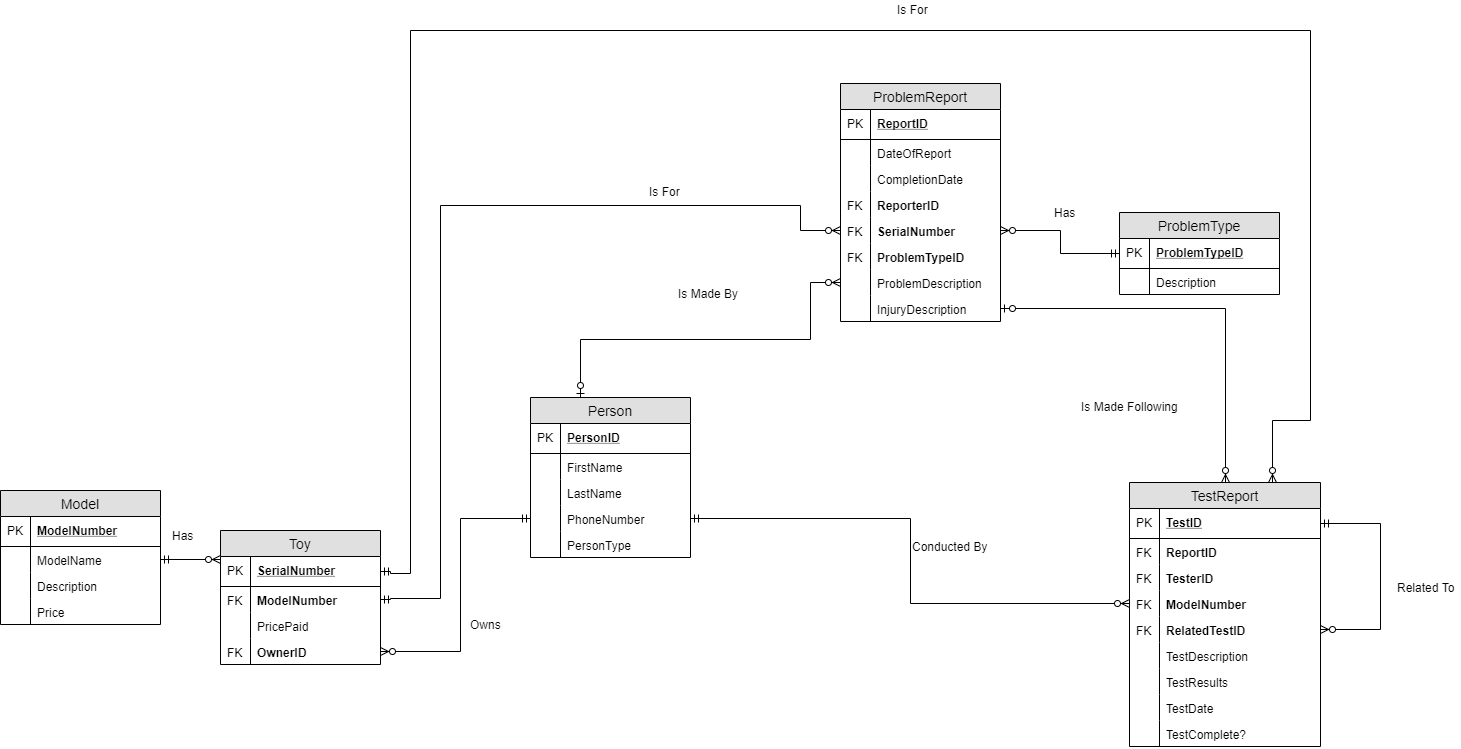 Is For
ProblemReport
PK ReportID
DateOfReport
CompletionDate
FK ReporterID
FK SerialNumber
FK ProblemTypeID
ProblemDescription
InjuryDescription
Is For
Has
ProblemType
PK ProblemTypeID
Description
Is Made By
Is Made Following
Person
PK PersonID
FirstName
LastName
PhoneNumber
PersonType
Model
PK ModelNumber
ModelName
Description
Price
Has
Toy
PK SerialNumber
FK ModelNumber
PricePaid
FK OwnerID
Owns
Conducted By
TestReport
PK TestID
FK ReportID
FK TesterID
FK ModelNumber
FK RelatedTestID
TestDescription
TestResults
TestDate
TestComplete?
Related To